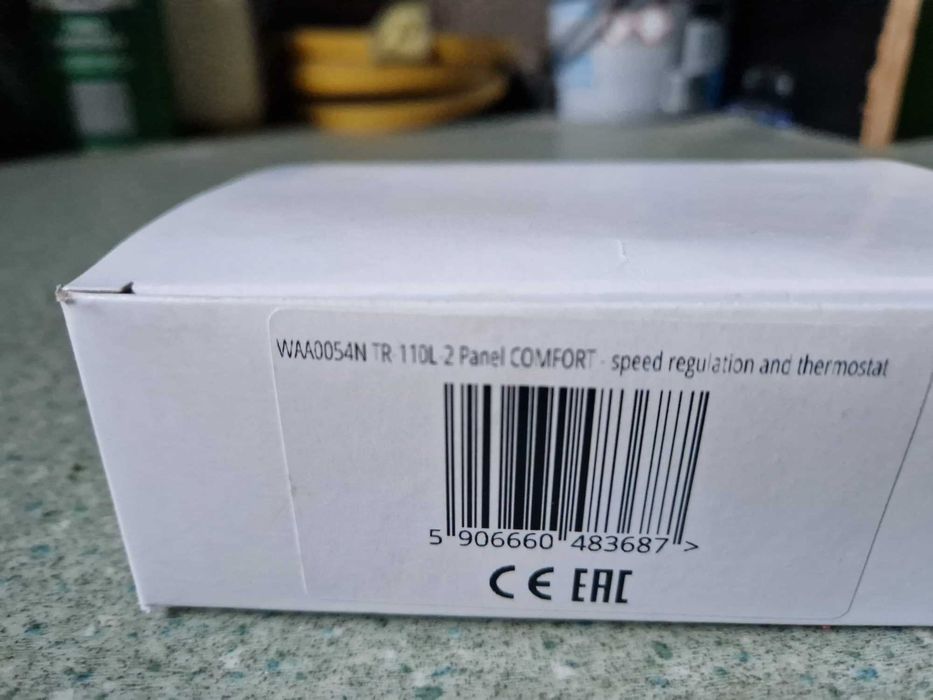 WAA0054N TR-110L-2 Panel COMFORT - speed regulation and thermostat
5 906660 483687 >
CE EAC